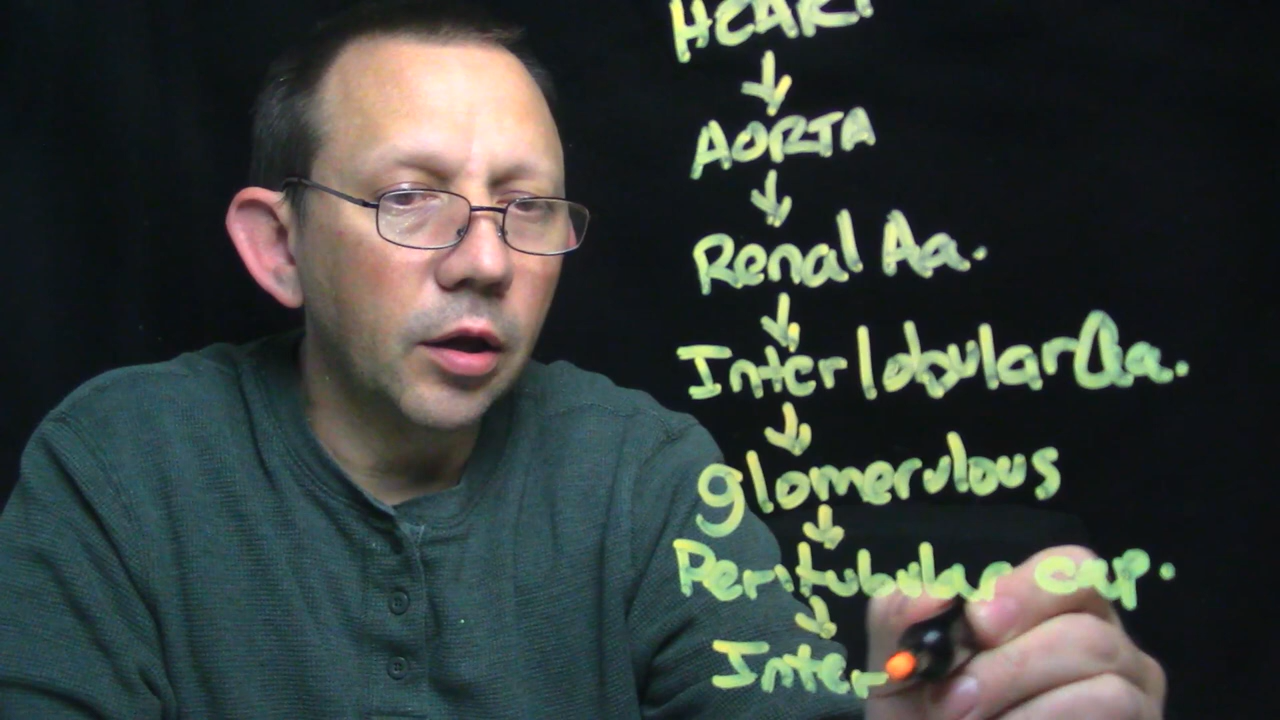 HEART
↓
AORTA
↓
Renal Aa.
↓
Interlobular Aa.
↓
glomerulous
↓
Peritubular cap.
↓
Inter